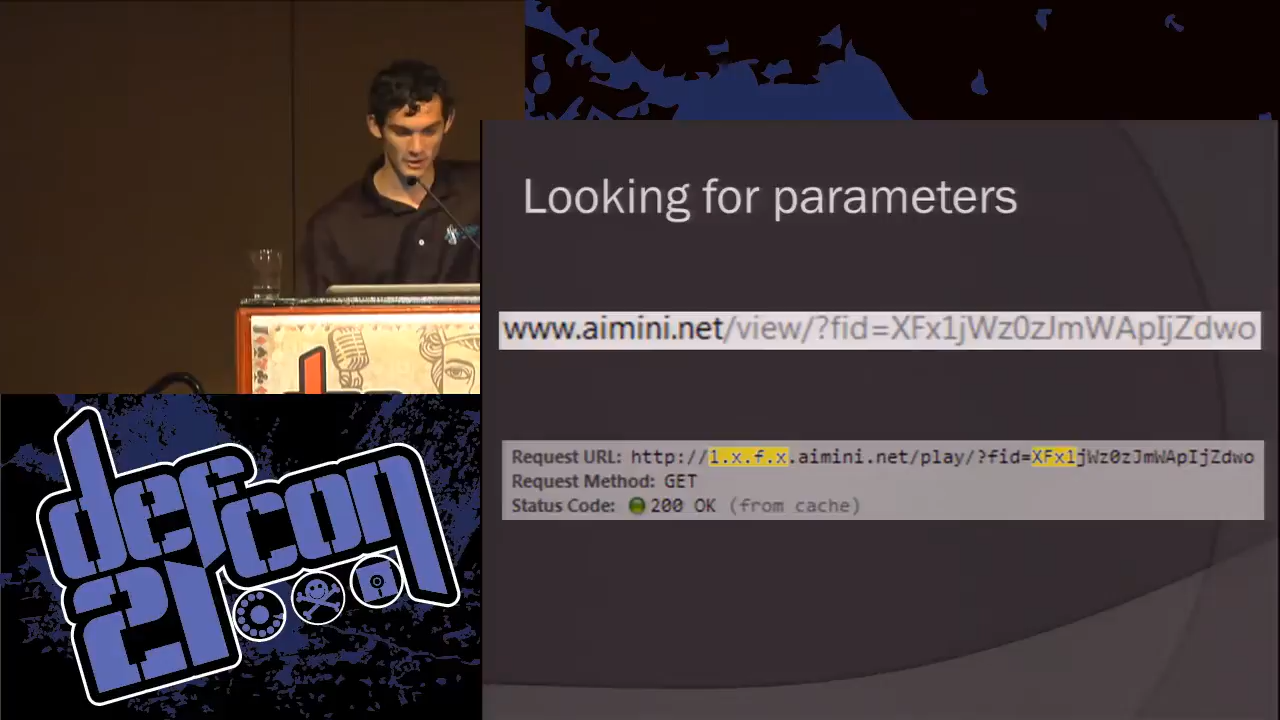 Looking for parameters
www.aimini.net/view/?fid=XFx1jWz0zJmWApIjZdwo
Request URL: http://1.x.f.x.aimini.net/play/?fid=XFx1jWz0zJmWApIjZdwo
Request Method: GET
Status Code: 200 OK (from cache)
defcon
21